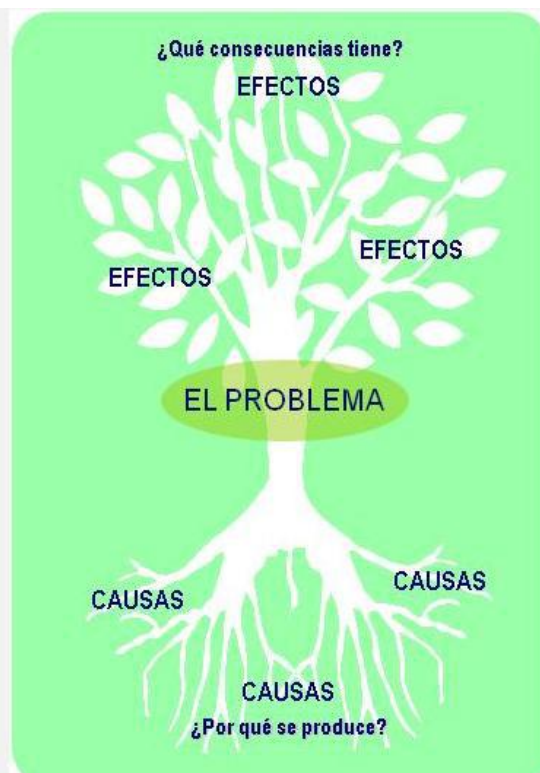 ¿Qué consecuencias tiene?
EFECTOS
EFECTOS
EFECTOS
EL PROBLEMA
CAUSAS
CAUSAS
CAUSAS
¿Por qué se produce?